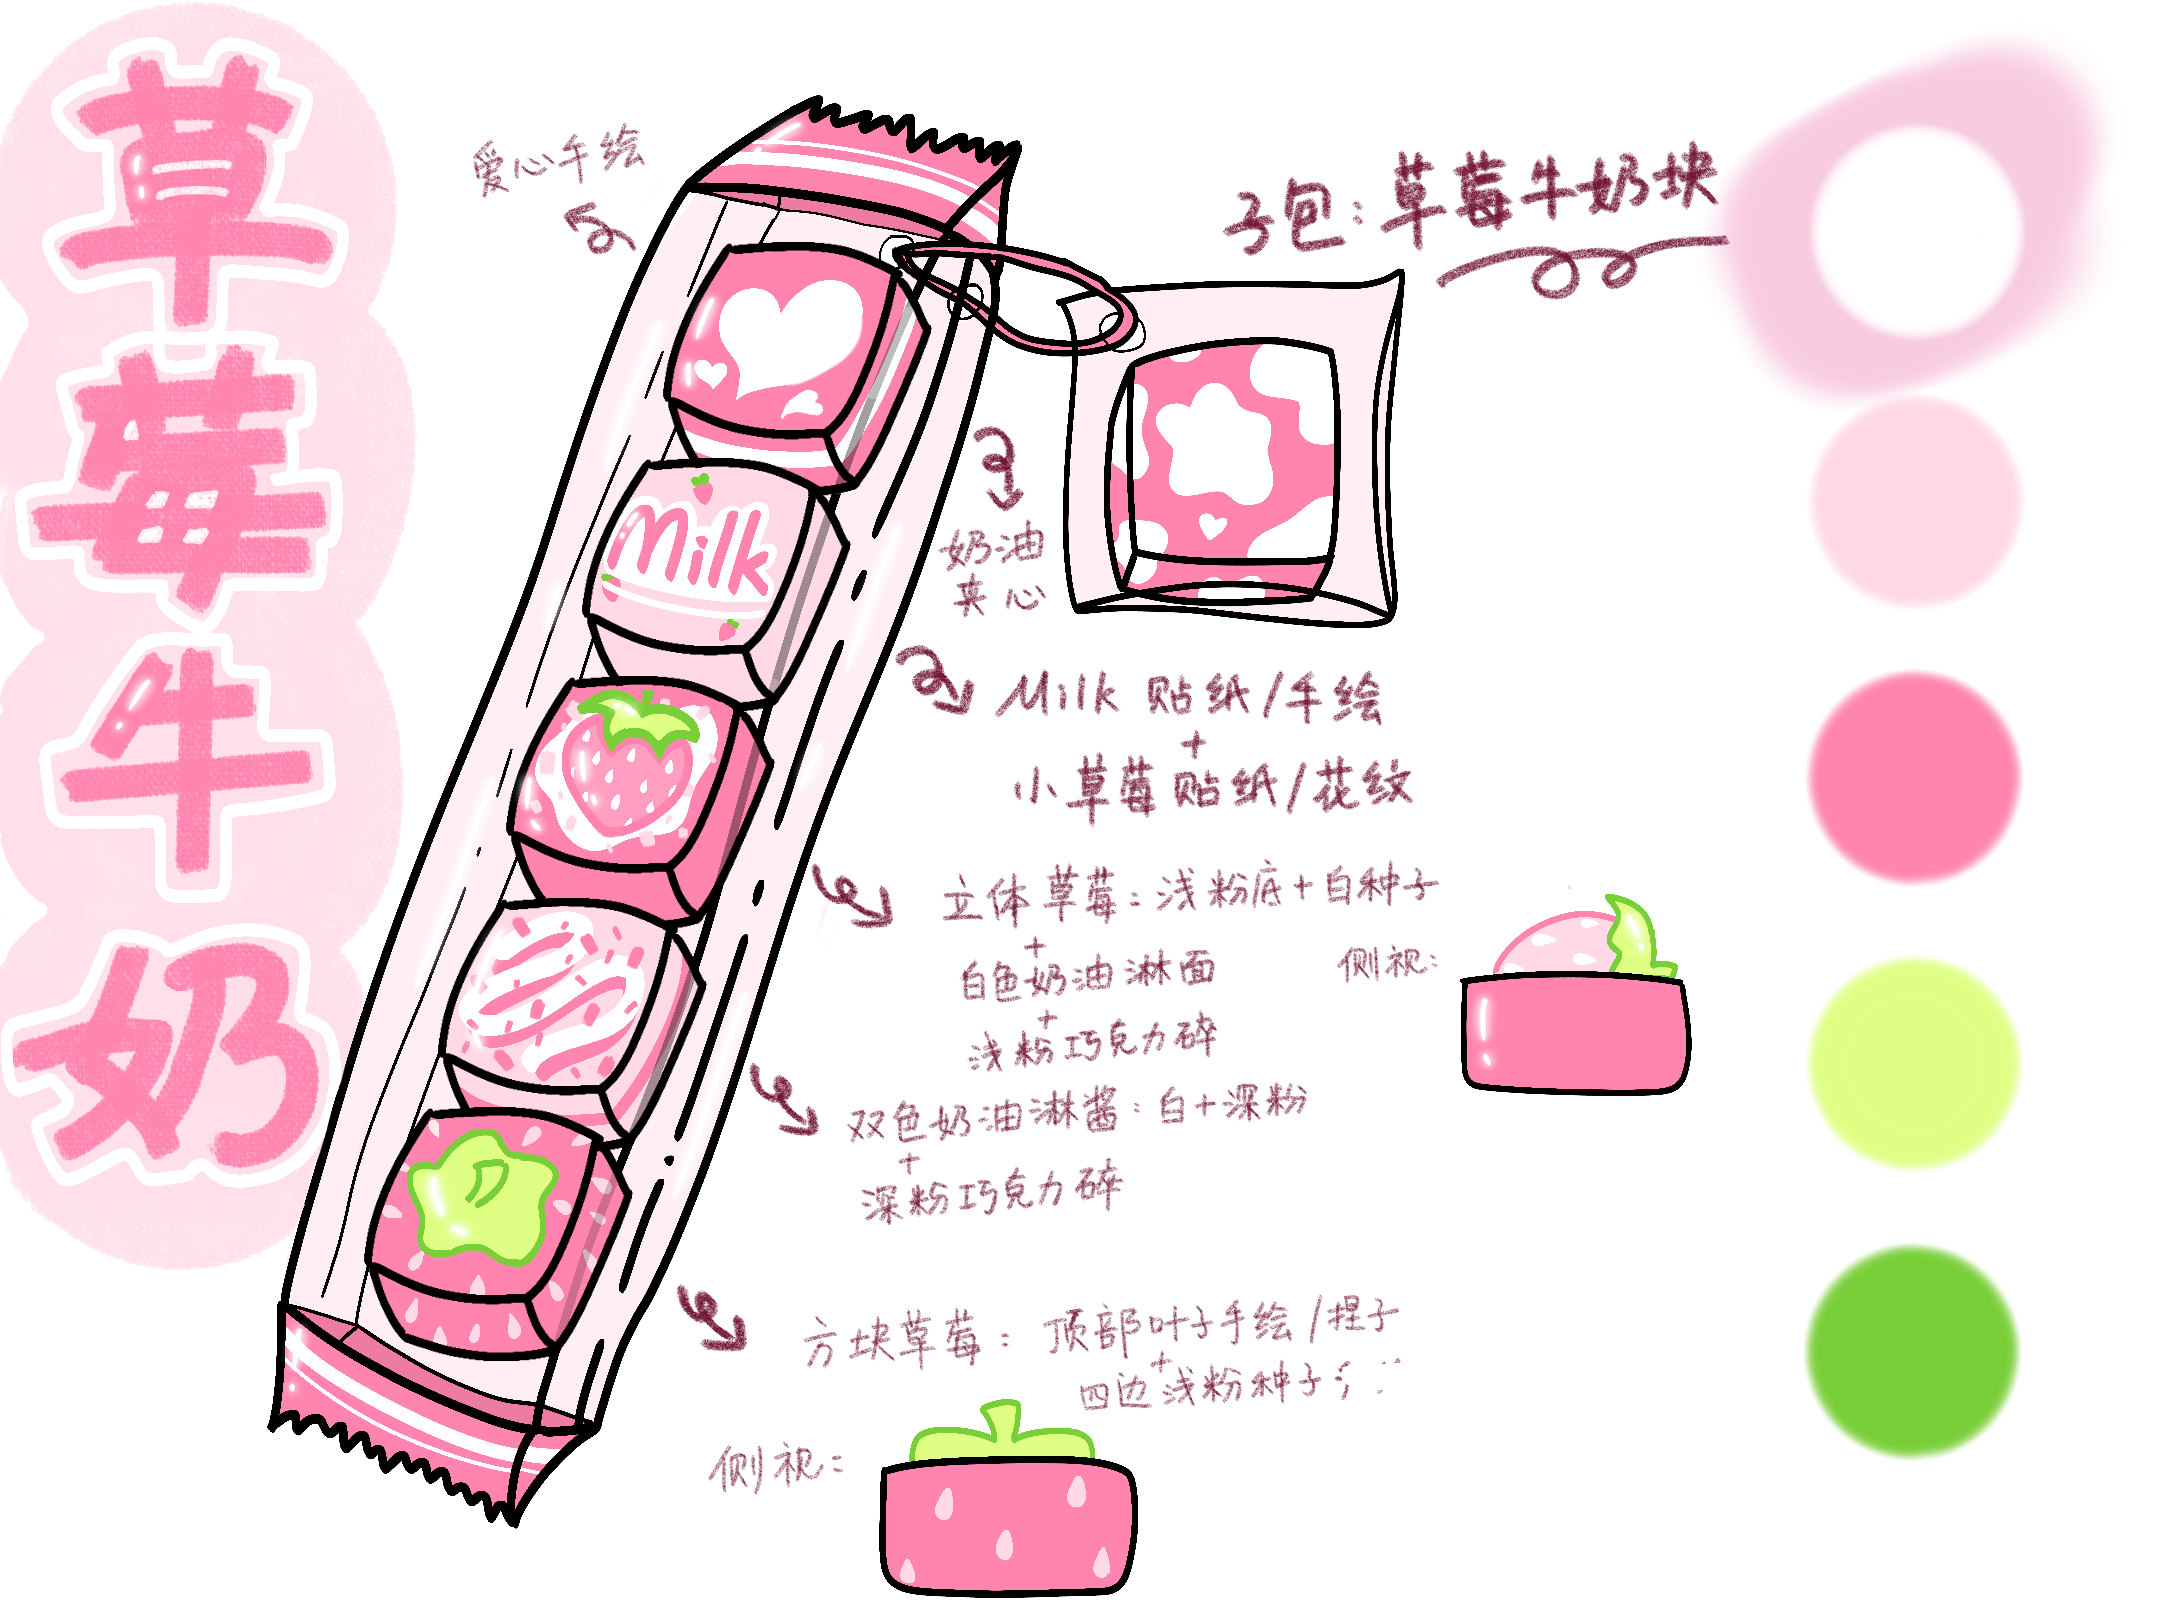 草莓牛奶
爱心手绘
子包：草莓牛奶块
Milk
奶油
夹心
Milk 贴纸/手绘
+
小草莓贴纸/花纹
立体草莓：浅粉底+白种子
+
白色奶油淋面
+
浅粉巧克力碎
侧视：
双色奶油淋酱：白+深粉
+
深粉巧克力碎
方块草莓：顶部叶子手绘/捏子
+
四边浅粉种子
侧视：